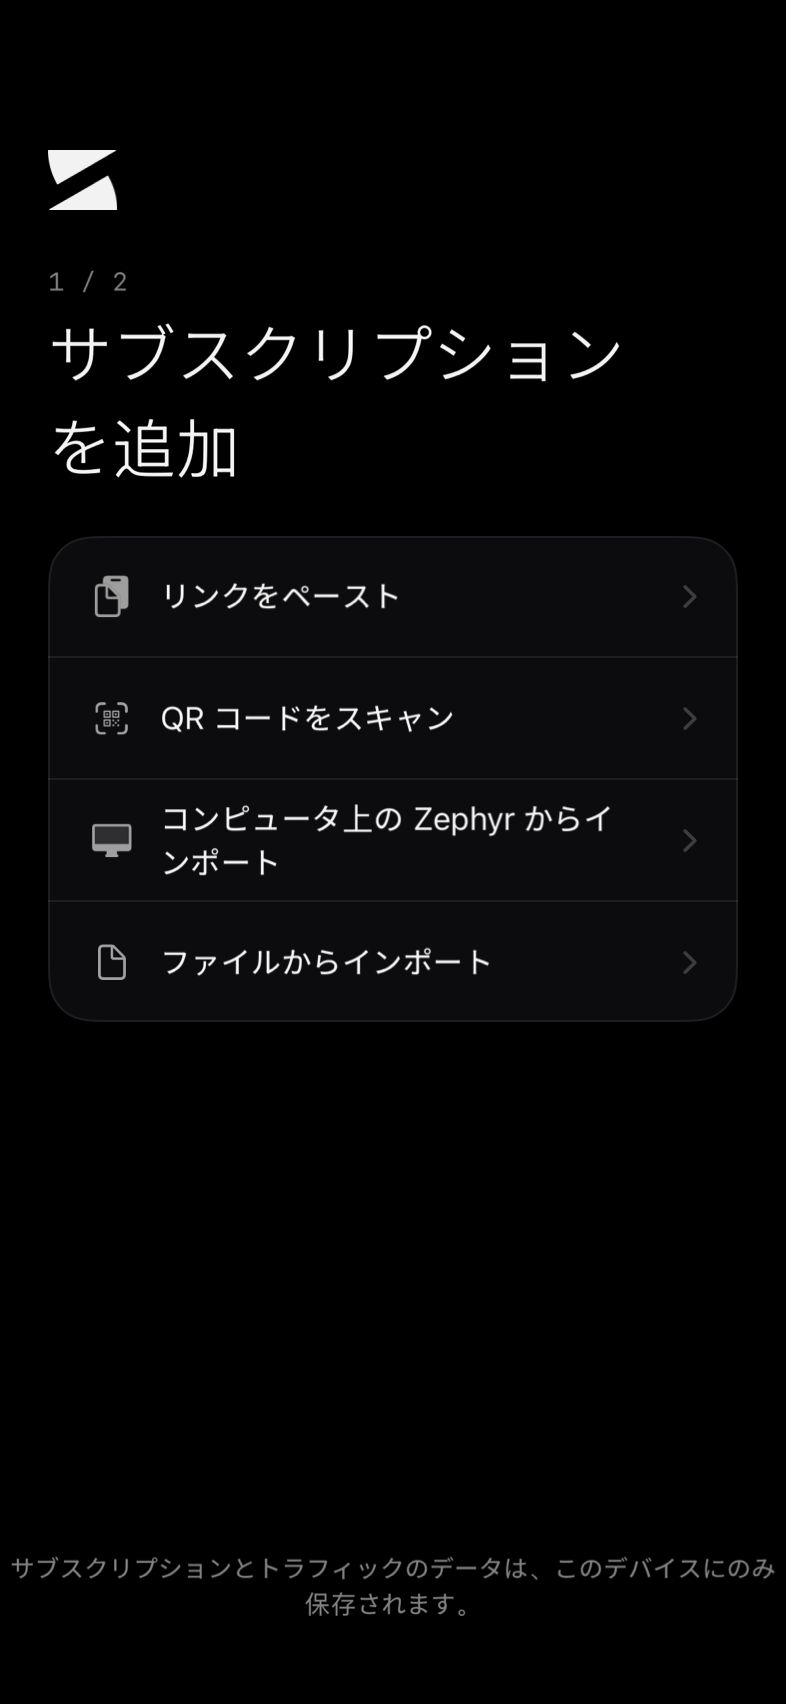 1 / 2
サブスクリプション
を追加
リンクをペースト
QR コードをスキャン
コンピュータ上の Zephyr からイ
ンポート
ファイルからインポート
サブスクリプションとトラフィックのデータは、このデバイスにのみ
保存されます。